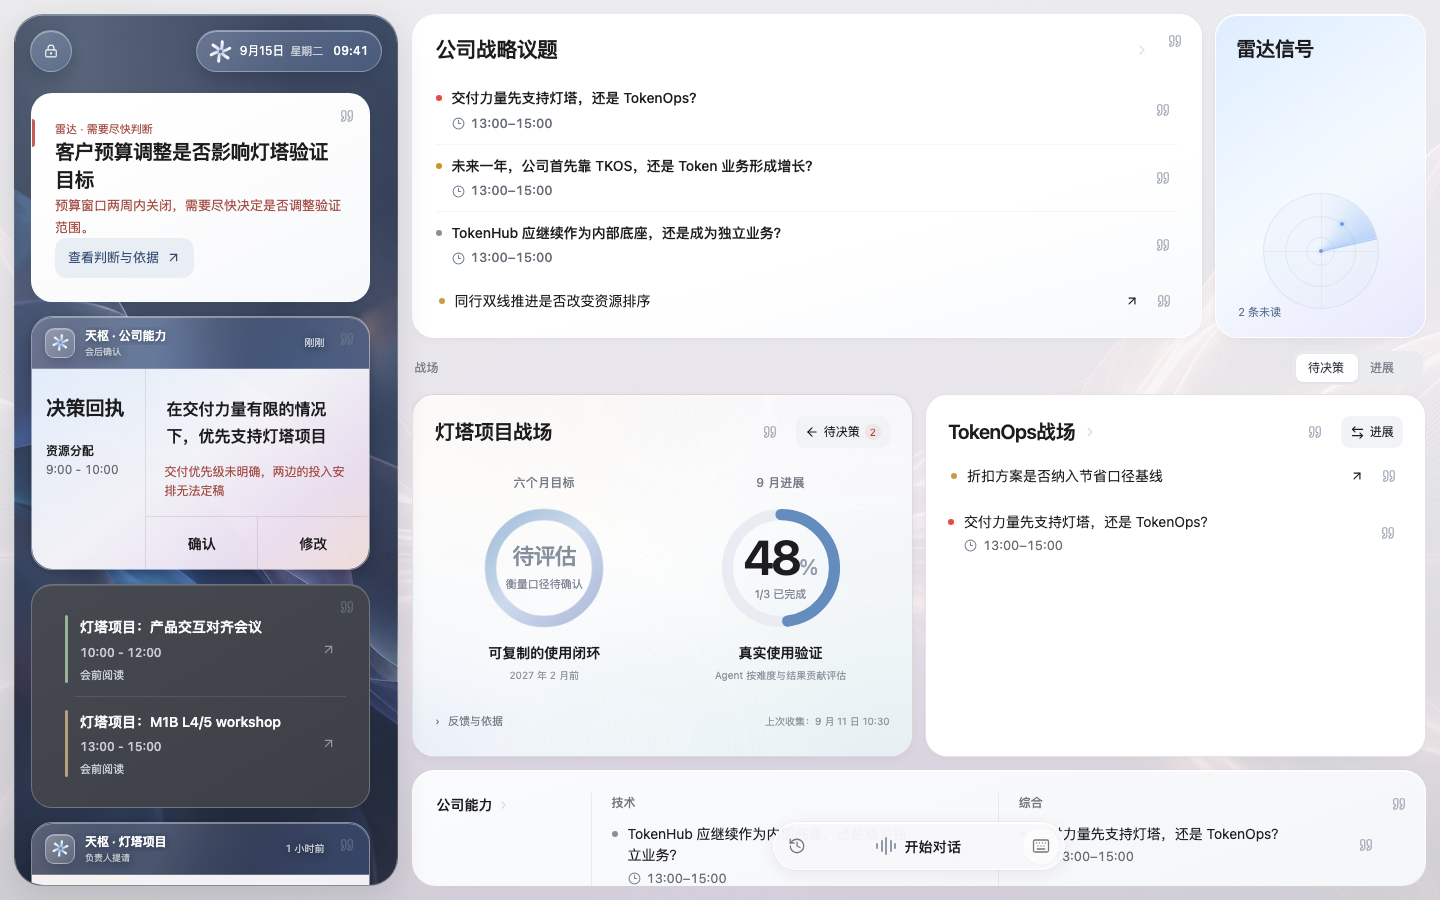 9月15日 星期二 09:41
雷达 · 需要尽快判断
客户预算调整是否影响灯塔验证
目标
预算窗口两周内关闭，需要尽快决定是否调整验证
范围。
查看判断与依据
天枢 · 公司能力
会后确认
刚刚
决策回执
资源分配
9:00 - 10:00
在交付力量有限的情况
下，优先支持灯塔项目
交付优先级未明确，两边的投入安
排无法定稿
确认
修改
灯塔项目：产品交互对齐会议
10:00 - 12:00
会前阅读
灯塔项目：M1B L4/5 workshop
13:00 - 15:00
会前阅读
天枢 · 灯塔项目
负责人提请
1 小时前
公司战略议题
交付力量先支持灯塔，还是 TokenOps?
13:00–15:00
未来一年，公司首先靠 TKOS，还是 Token 业务形成增长?
13:00–15:00
TokenHub 应继续作为内部底座，还是成为独立业务?
13:00–15:00
同行双线推进是否改变资源排序
雷达信号
2 条未读
战场
待决策
进展
灯塔项目战场
待决策 2
六个月目标
待评估
衡量口径待确认
可复制的使用闭环
2027 年 2 月前
9 月进展
48%
1/3 已完成
真实使用验证
Agent 按难度与结果贡献评估
反馈与依据
上次收集：9 月 11 日 10:30
TokenOps战场
进展
折扣方案是否纳入节省口径基线
交付力量先支持灯塔，还是 TokenOps?
13:00–15:00
公司能力
技术
TokenHub 应继续作为内部底座，还是成为独
立业务?
13:00–15:00
综合
力量先支持灯塔，还是 TokenOps?
3:00–15:00
开始对话